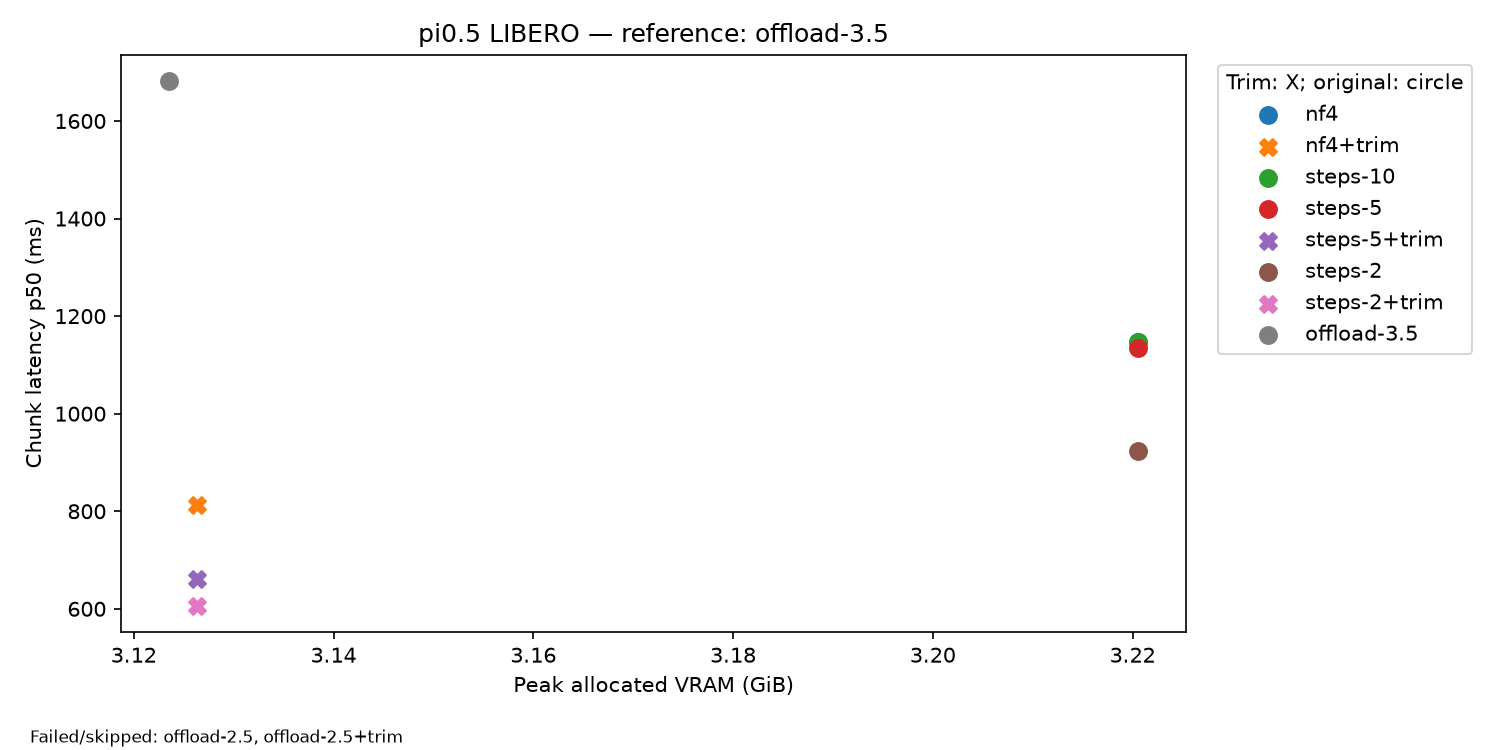 pi0.5 LIBERO — reference: offload-3.5
Chunk latency p50 (ms)
1600
1400
1200
1000
800
600
3.12
3.14
3.16
3.18
3.20
3.22
Peak allocated VRAM (GiB)
Trim: X; original: circle
nf4
nf4+trim
steps-10
steps-5
steps-5+trim
steps-2
steps-2+trim
offload-3.5
Failed/skipped: offload-2.5, offload-2.5+trim